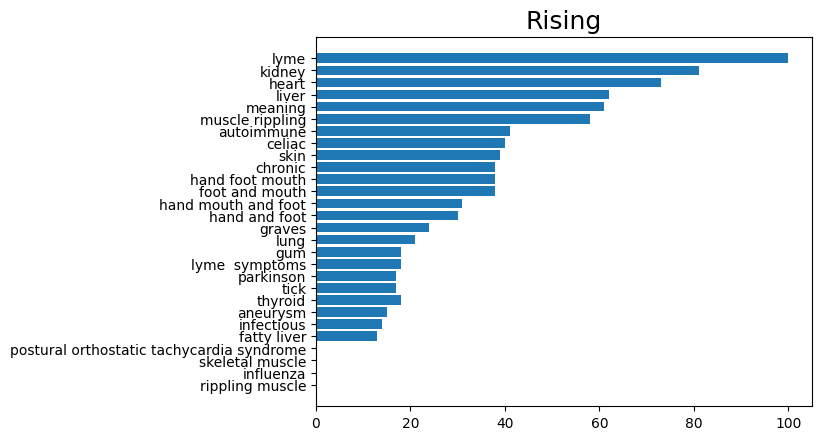 Rising
lyme
kidney
heart
liver
meaning
muscle rippling
autoimmune
celiac
skin
chronic
hand foot mouth
foot and mouth
hand mouth and foot
hand and foot
graves
lung
gum
lyme  symptoms
parkinson
tick
thyroid
aneurysm
infectious
fatty liver
postural orthostatic tachycardia syndrome
skeletal muscle
influenza
rippling muscle
0 20 40 60 80 100